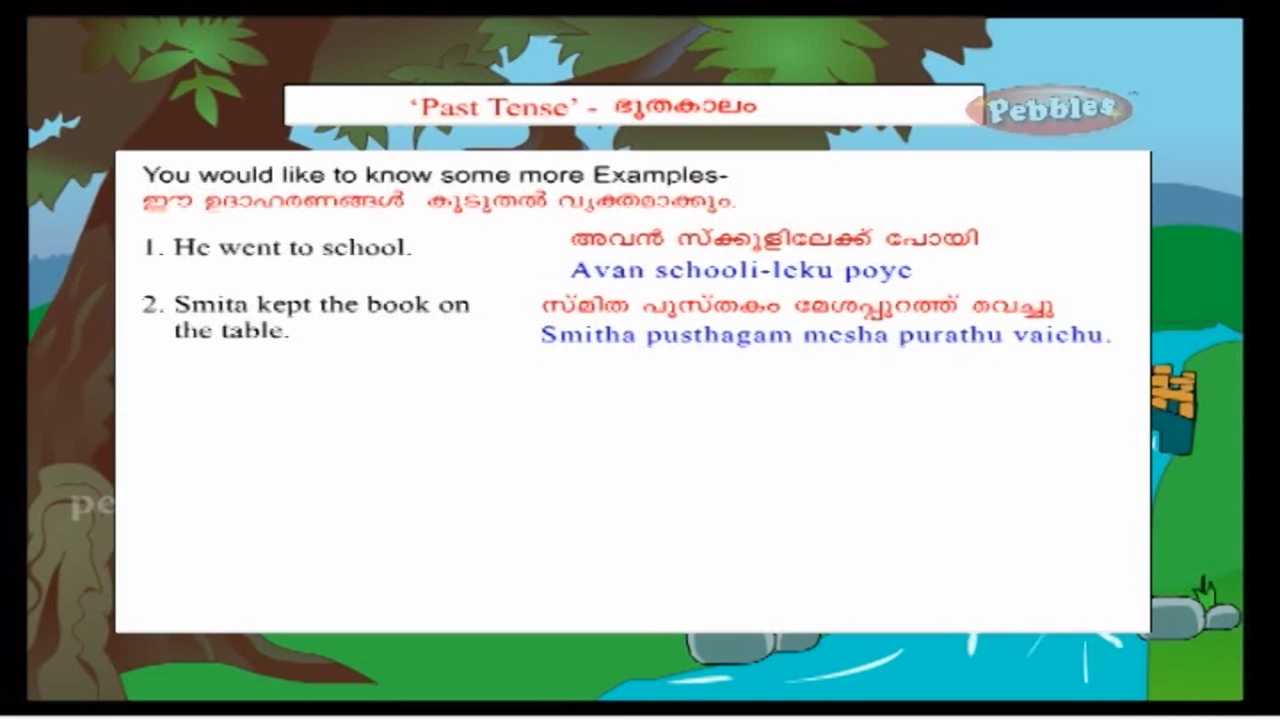 ‘Past Tense’ - ഭൂതകാലം
Pebbles
You would like to know some more Examples-
ഈ ഉദാഹരണങ്ങൾ കൂടുതൽ വ്യക്തമാക്കും.
1. He went to school.
അവൻ സ്ക്കൂളിലേക്ക് പോയി
Avan schooli-leku poye
2. Smita kept the book on
the table.
സ്മിത പുസ്തകം മേശപ്പുറത്ത് വെച്ചു
Smitha pusthagam mesha purathu vaichu.